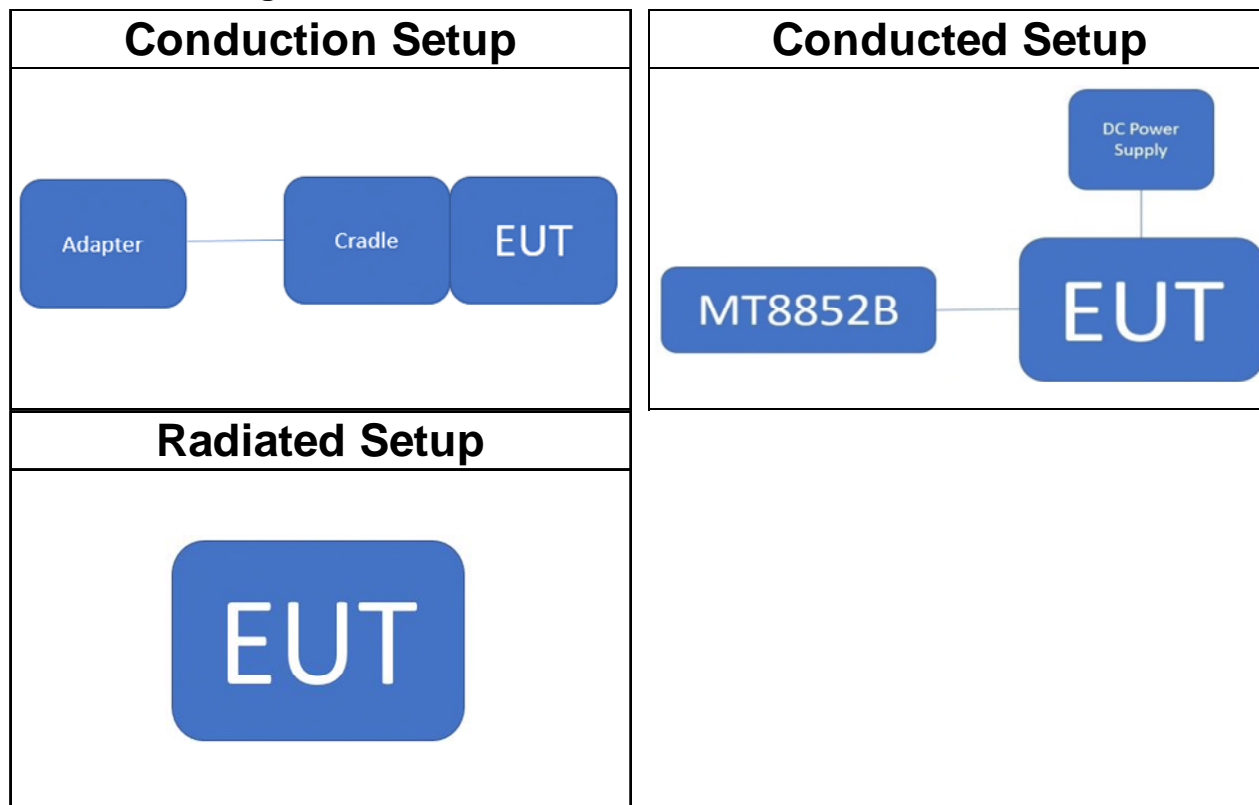 Conduction Setup
Adapter
Cradle
EUT
Conducted Setup
DC Power
Supply
MT8852B
EUT
Radiated Setup
EUT